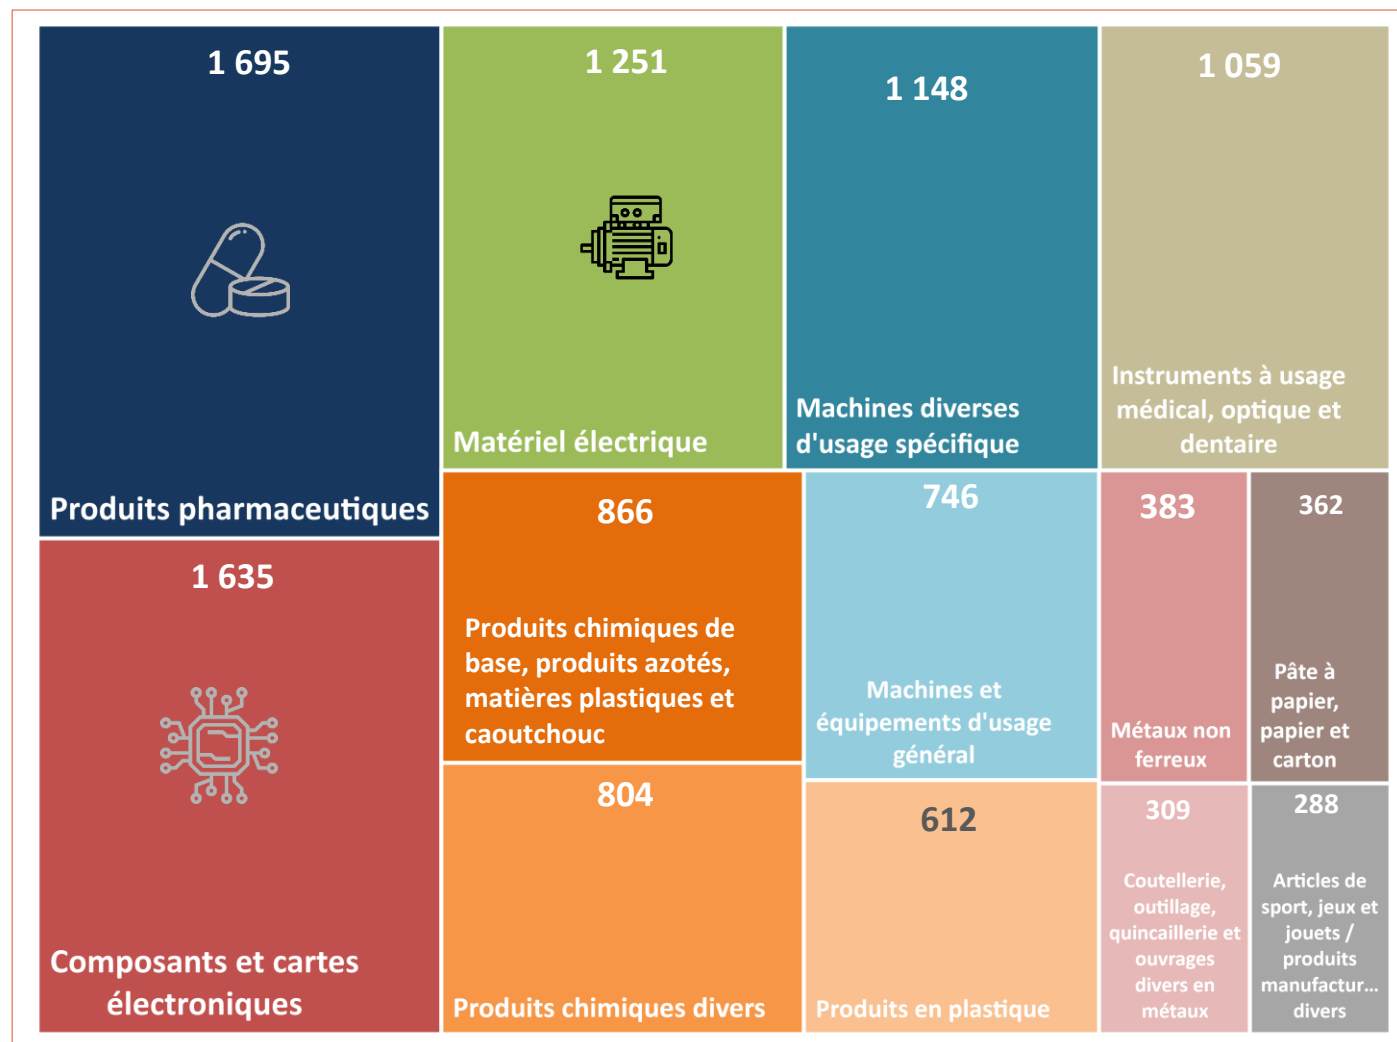 1 695
Produits pharmaceutiques
1 635
Composants et cartes
électroniques
1 251
Matériel électrique
1 148
Machines diverses
d'usage spécifique
1 059
Instruments à usage
médical, optique et
dentaire
866
Produits chimiques de
base, produits azotés,
matières plastiques et
caoutchouc
804
Produits chimiques divers
746
Machines et
équipements d'usage
général
612
Produits en plastique
383
Métaux non
ferreux
362
Pâte à
papier,
papier et
carton
309
Coutellerie,
outillage,
quincaillerie et
ouvrages
divers en
métaux
288
Articles de
sport, jeux et
jouets /
produits
manufactur...
divers